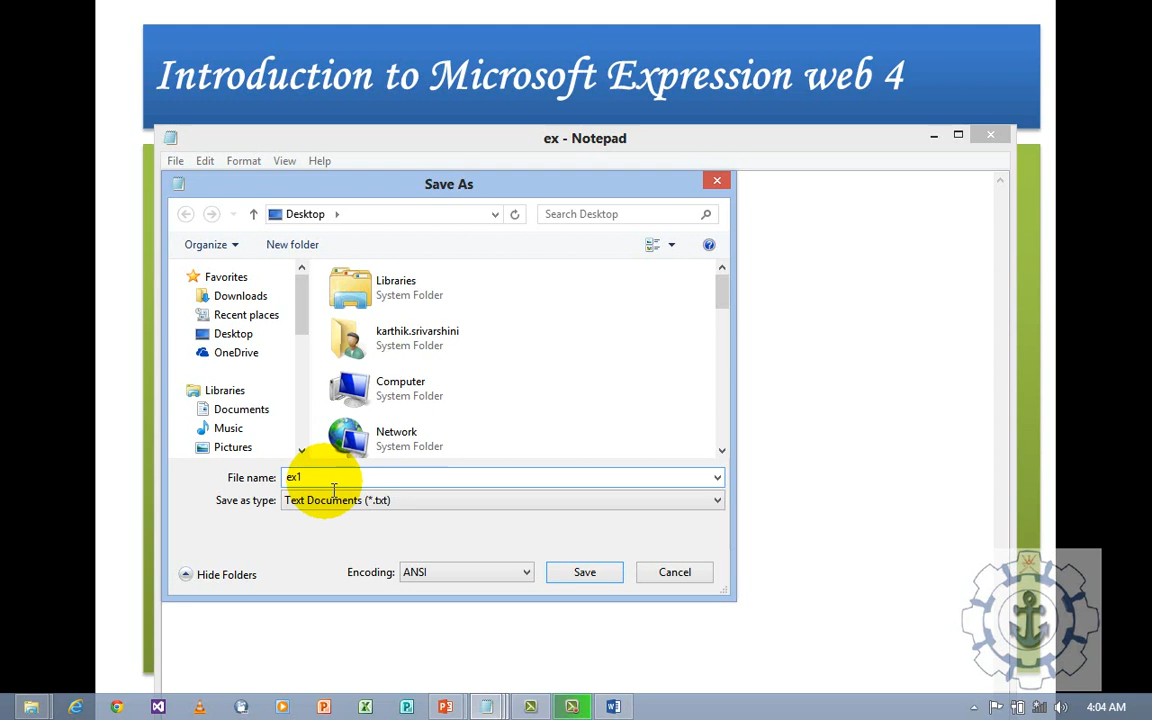 Introduction to Microsoft Expression web 4
ex - Notepad
File Edit Format View Help
Save As
Desktop
Search Desktop
Organize New folder
Favorites
Downloads
Recent places
Desktop
OneDrive
Libraries
Documents
Music
Pictures
Libraries
System Folder
karthik.srivarshini
System Folder
Computer
System Folder
Network
System Folder
File name: ex1
Save as type: Text Documents (*.txt)
Hide Folders Encoding: ANSI Save Cancel
4:04 AM